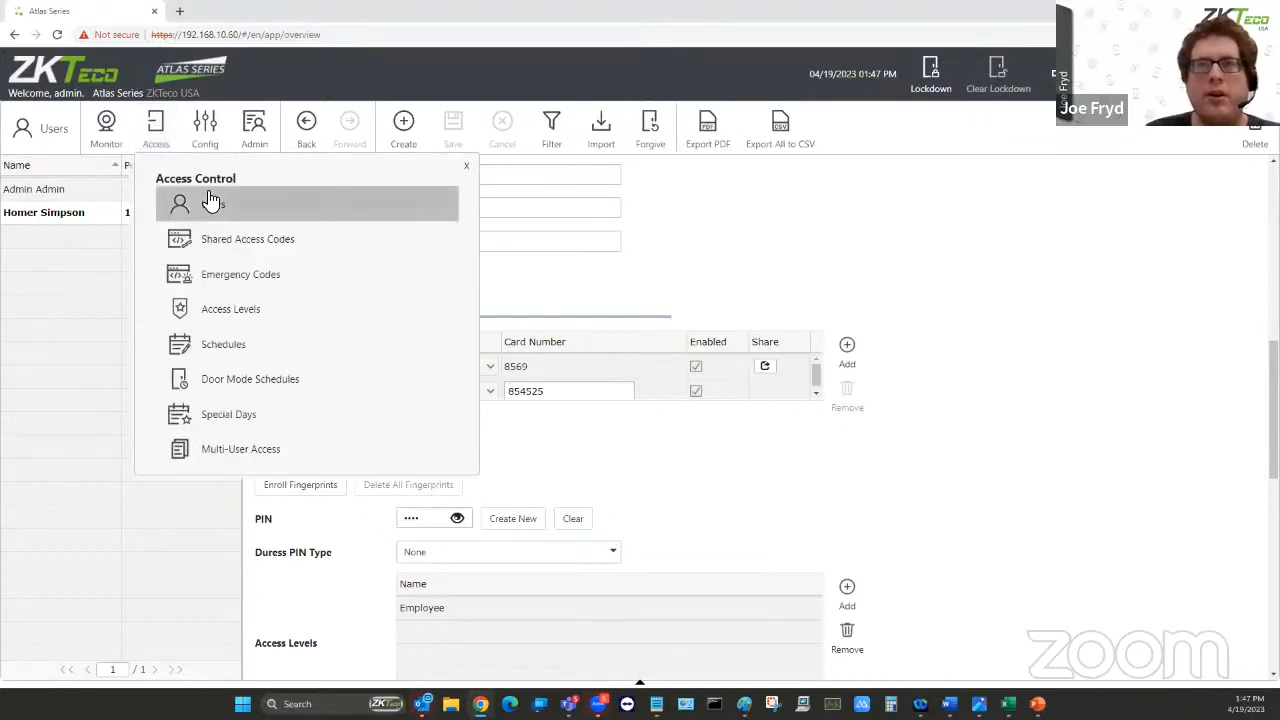 Atlas Series
Not secure
https://192.168.10.60/#/en/app/overview
ZKTeco
USA
ZKTeco
ATLAS SERIES
Welcome, admin. Atlas Series ZKTeco USA
04/19/2023 01:47 PM
Lockdown
Clear Lockdown
Joe Fryd
Joe Fryd
Users
Monitor
Access
Config
Admin
Back
Forward
Create
Save
Cancel
Filter
Import
Forgive
Export PDF
Export All to CSV
Delete
Name
Admin Admin
Homer Simpson 1
Access Control
x
Shared Access Codes
Emergency Codes
Access Levels
Schedules
Door Mode Schedules
Special Days
Multi-User Access
Card Number Enabled Share
8569
854525
Add
Remove
Enroll Fingerprints
Delete All Fingerprints
PIN
••••
Create New
Clear
Duress PIN Type
None
Name
Employee
Add
Access Levels
Remove
<< < 1 / 1 > >>
zoom
Search
ZKTeco
1:47 PM
4/19/2023